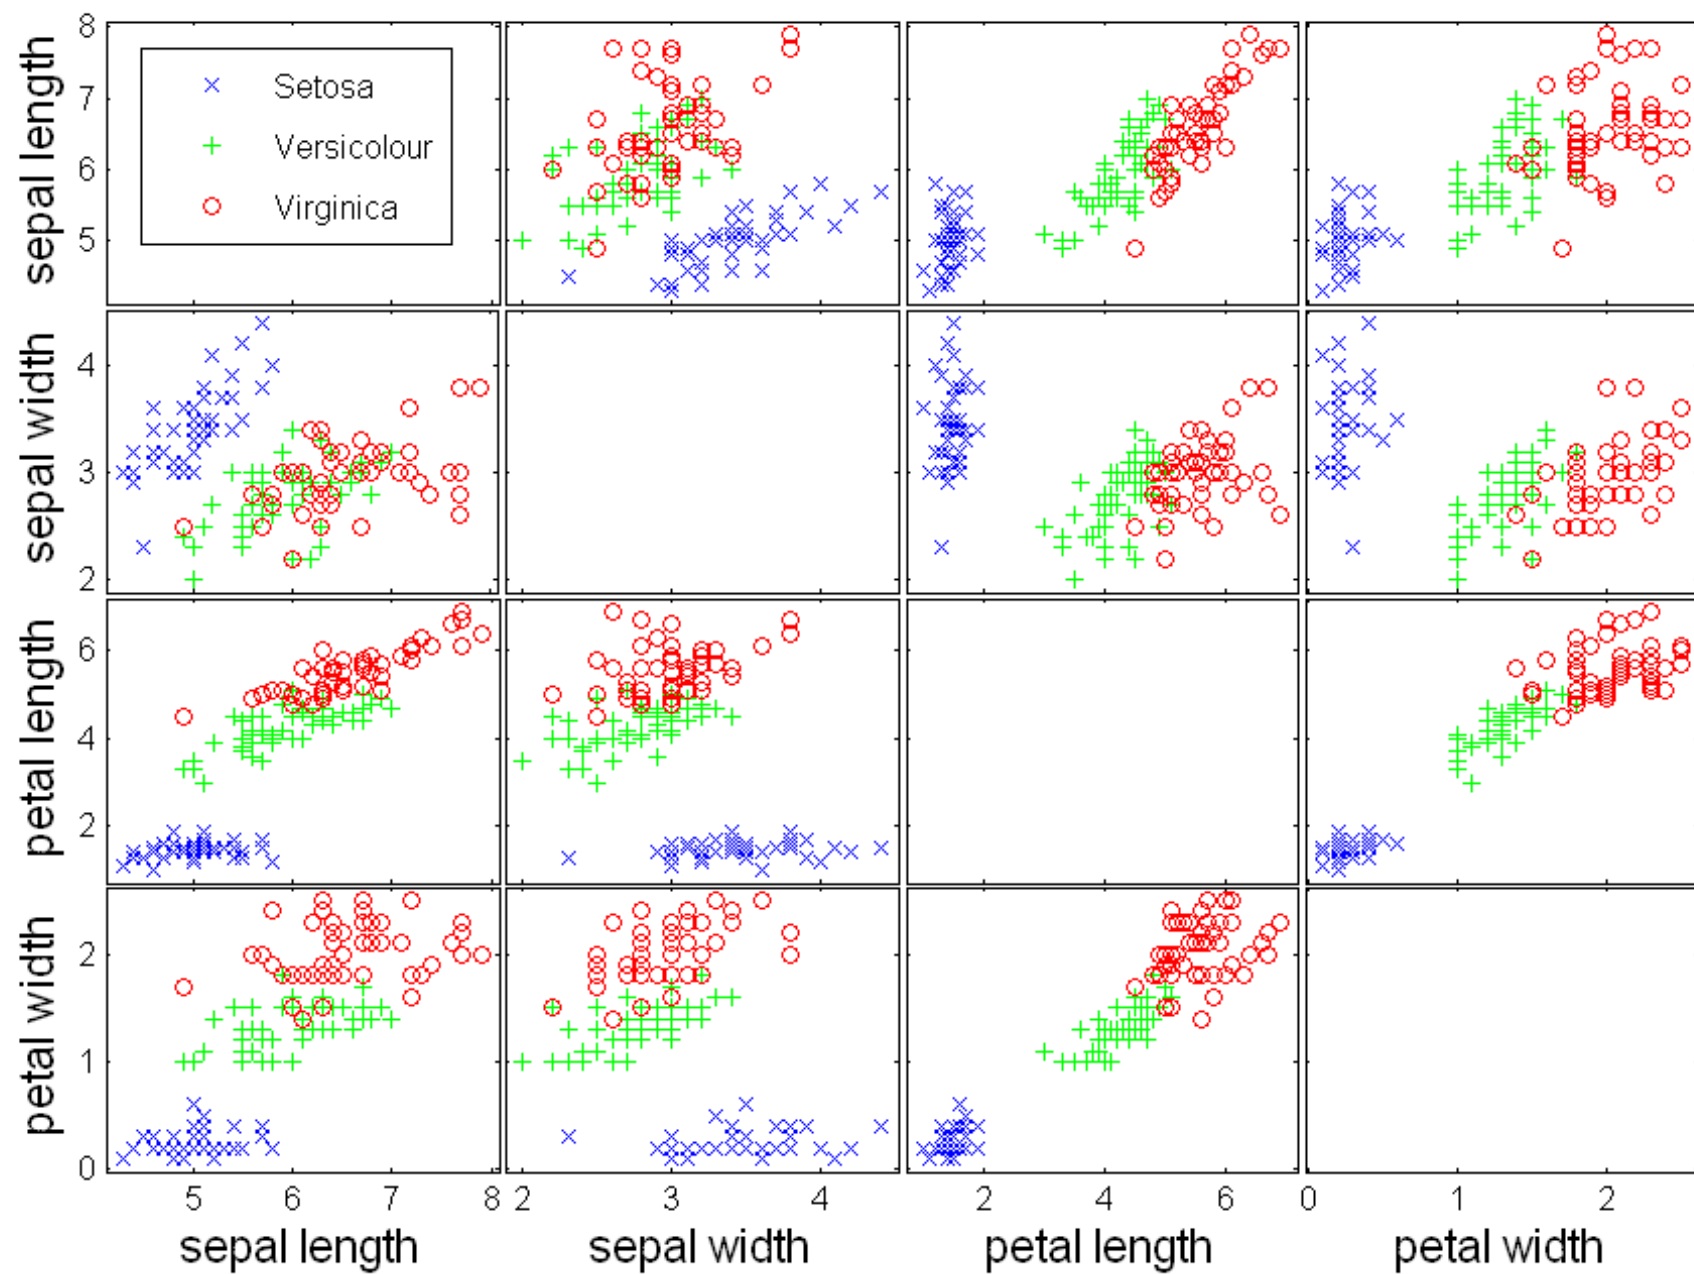 8
7
6
5
sepal length
Setosa
Versicolour
Virginica
4
3
2
sepal width
6
4
2
petal length
2
1
0
petal width
5 6 7 8 2 3 4 2 4 6 0 1 2
sepal length sepal width petal length petal width